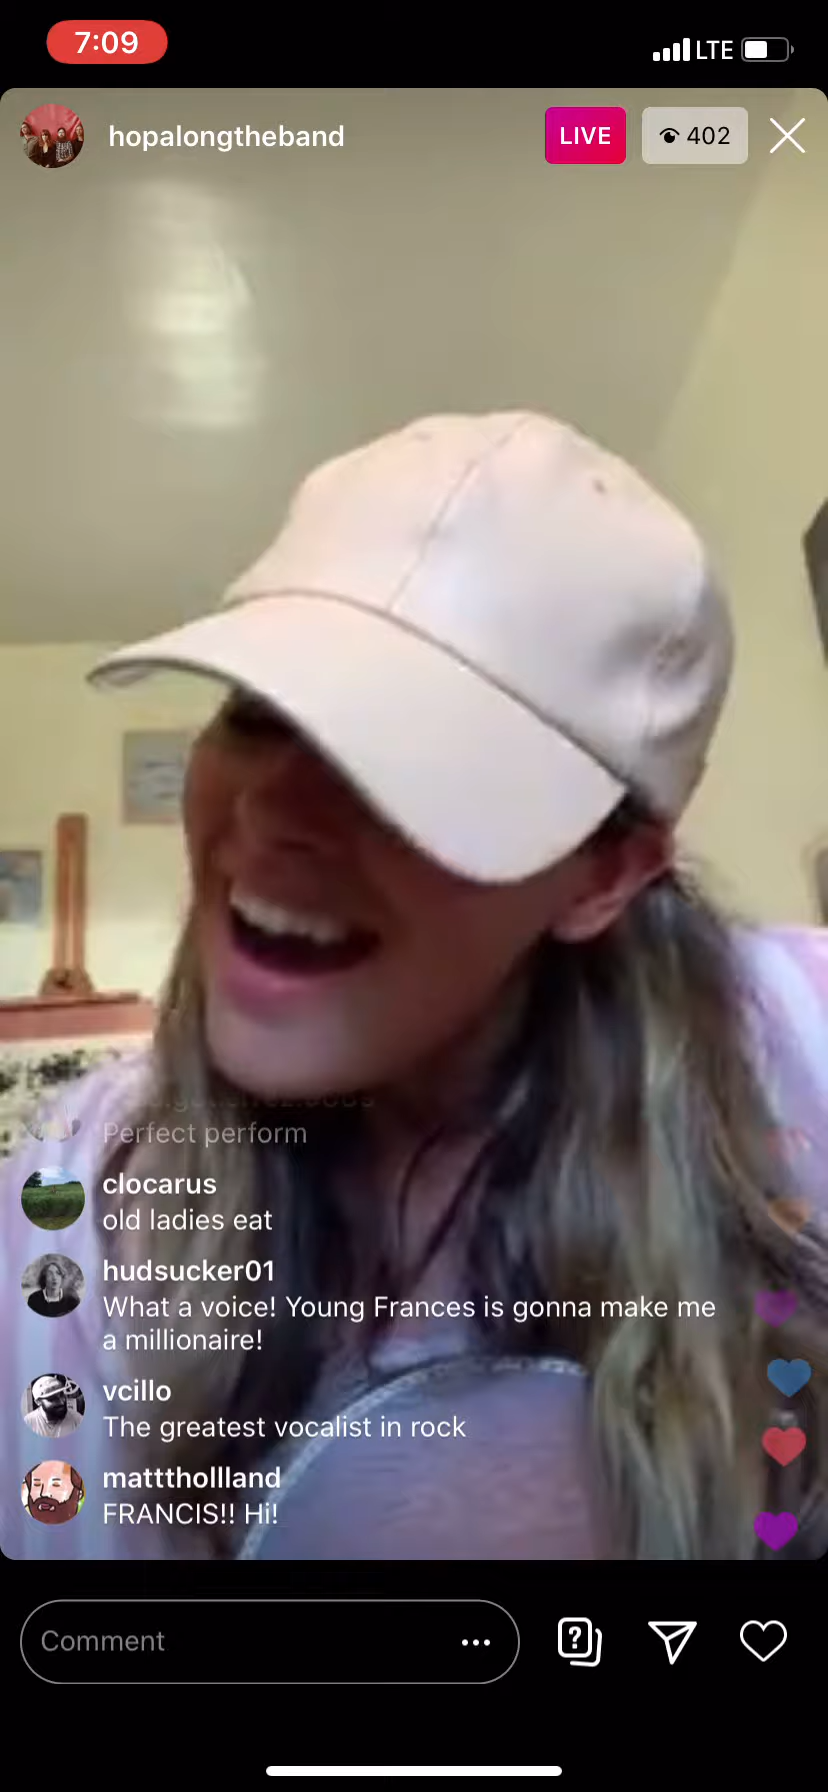 7:09
LTE
hopalongtheband
LIVE
402
Perfect perform
clocarus
old ladies eat
hudsucker01
What a voice! Young Frances is gonna make me
a millionaire!
vcillo
The greatest vocalist in rock
mattthollland
FRANCIS!! Hi!
Comment